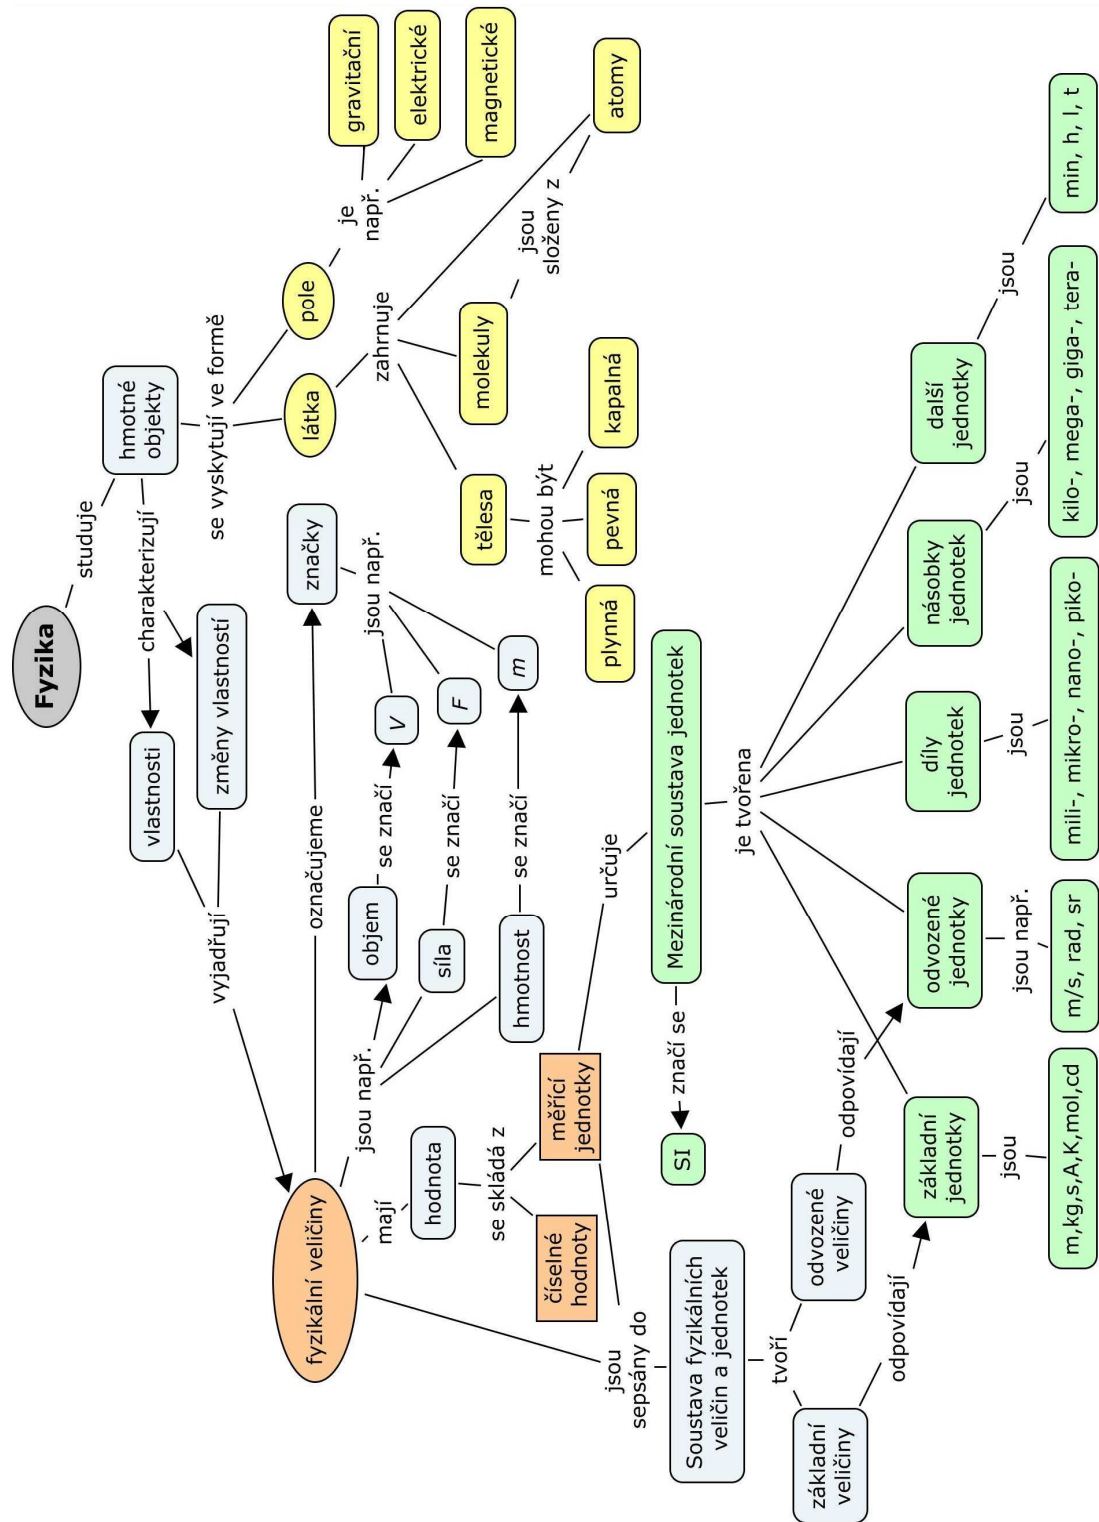 Fyzika
studuje
hmotné
objekty
charakterizují
se vyskytují ve formě
vlastnosti
změny vlastností
vyjadřují
látka
pole
je
např.
gravitační
elektrické
magnetické
zahrnuje
tělesa
molekuly
atomy
jsou
složeny z
mohou být
plynná
pevná
kapalná
fyzikální veličiny
označujeme
značky
jsou např.
V
F
m
jsou např.
objem
se značí
síla
se značí
hmotnost
se značí
mají
hodnota
se skládá z
číselné
hodnoty
měřící
jednotky
určuje
jsou
sepsány do
Soustava fyzikálních
veličin a jednotek
tvoří
základní
veličiny
odvozené
veličiny
odpovídají
odpovídají
Mezinárodní soustava jednotek
značí se
SI
je tvořena
základní
jednotky
odvozené
jednotky
díly
jednotek
násobky
jednotek
další
jednotky
jsou
jsou např.
jsou
jsou
jsou
m,kg,s,A,K,mol,cd
m/s, rad, sr
mili-, mikro-, nano-, piko-
kilo-, mega-, giga-, tera-
min, h, l, t